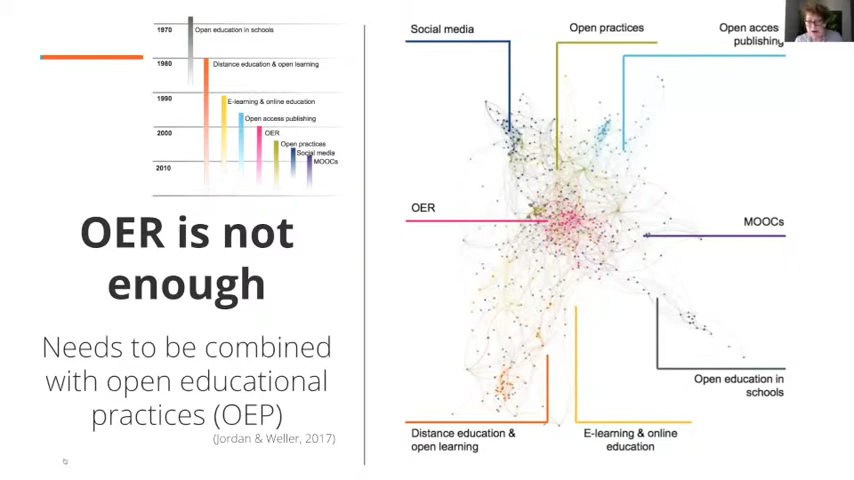 1970
Open education in schools
1980
Distance education & open learning
1990
E-learning & online education
Open access publishing
2000
OER
Open practices
Social media
MOOCs
2010
OER is not
enough
Needs to be combined
with open educational
practices (OEP)
(Jordan & Weller, 2017)
Social media
Open practices
Open access
publishing
OER
MOOCs
Open education in
schools
Distance education &
open learning
E-learning & online
education